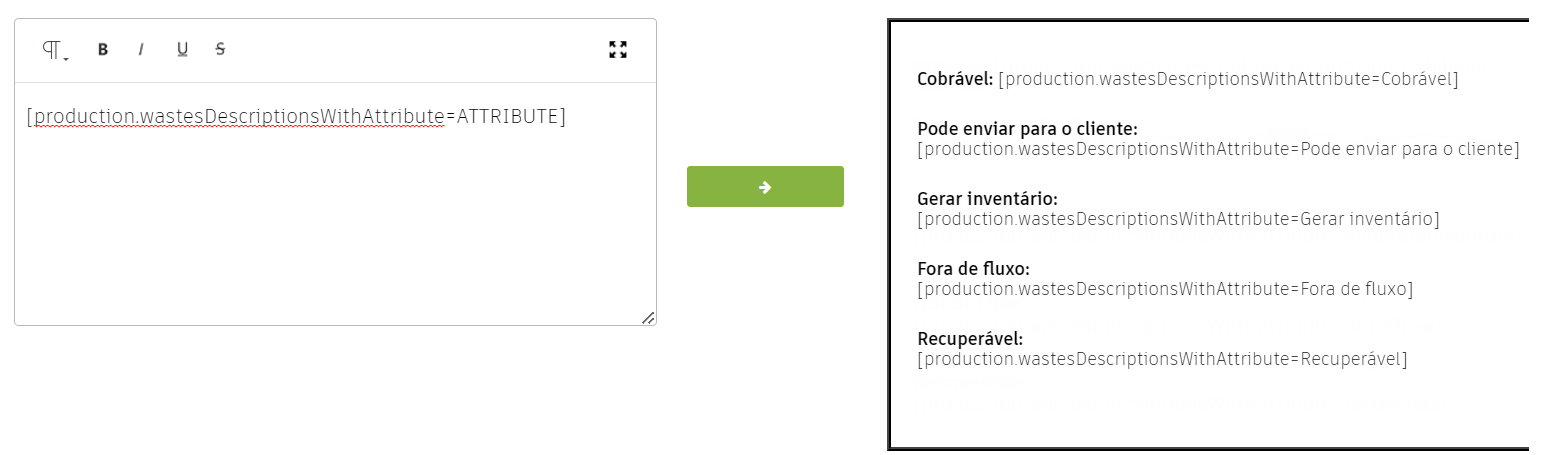 B I U S
[production.wastesDescriptionsWithAttribute=ATTRIBUTE]
Cobrável: [production.wastesDescriptionsWithAttribute=Cobrável]
Pode enviar para o cliente:
[production.wastesDescriptionsWithAttribute=Pode enviar para o cliente]
Gerar inventário:
[production.wastesDescriptionsWithAttribute=Gerar inventário]
Fora de fluxo:
[production.wastesDescriptionsWithAttribute=Fora de fluxo]
Recuperável:
[production.wastesDescriptionsWithAttribute=Recuperável]